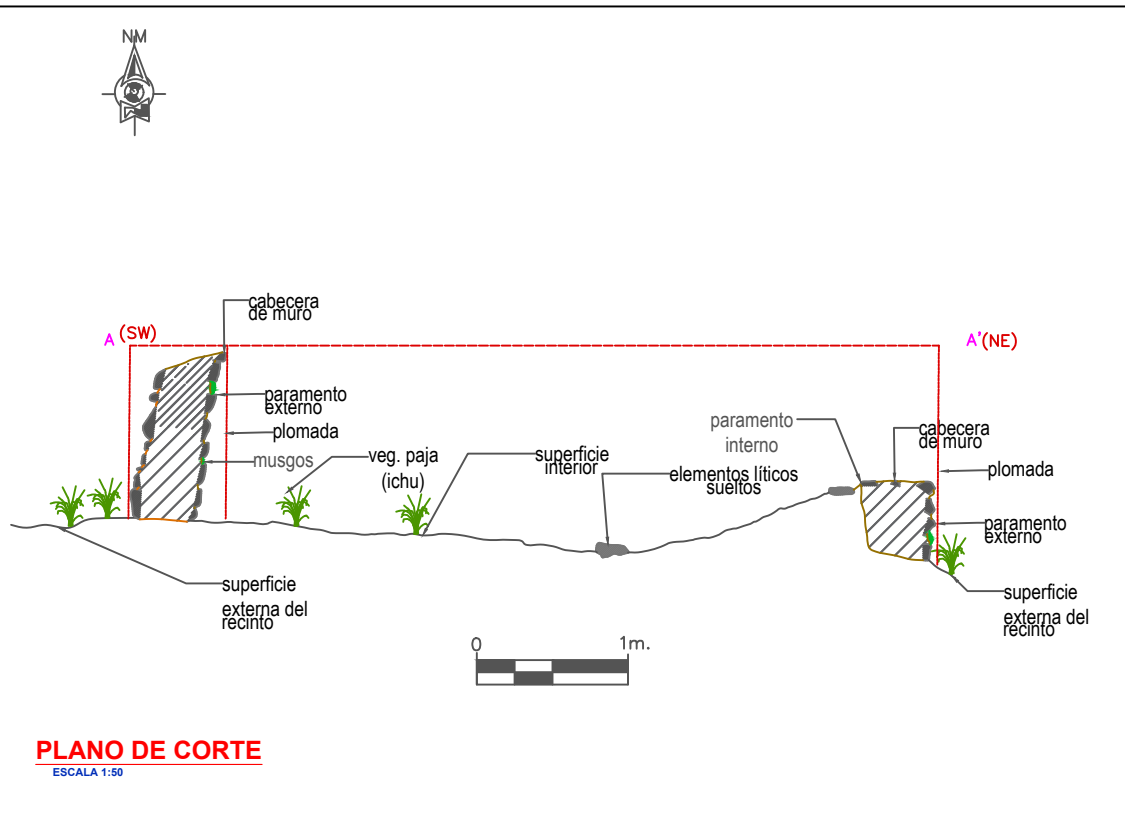 NM
cabecera
de muro
A (SW)
A'(NE)
paramento
externo
plomada
musgos
veg. paja
(ichu)
superficie
interior
paramento
interno
elementos líticos
sueltos
cabecera
de muro
plomada
paramento
externo
superficie
externa del
recinto
superficie
externa del
recinto
0
1m.
PLANO DE CORTE
ESCALA 1:50